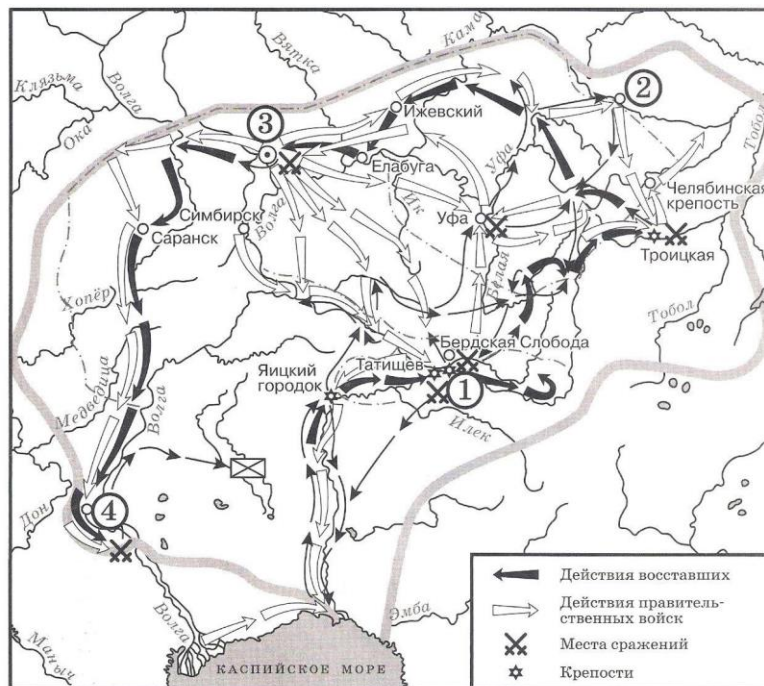 Клязьма
Волга
Вятка
Кама
Ока
2
3
Ижевский
Тобол
Елабуга
Уфа
Челябинская
крепость
Симбирск
Волга
Ик
Уфа
Саранск
Белая
Троицкая
Хопёр
Тобол
Бердская Слобода
Татищев
Яицкий
городок
1
Медведица
Волга
Илек
Дон
4
Волга
Эмба
Маныч
КАСПИЙСКОЕ МОРЕ
Действия восставших
Действия правитель-
ственных войск
Места сражений
Крепости